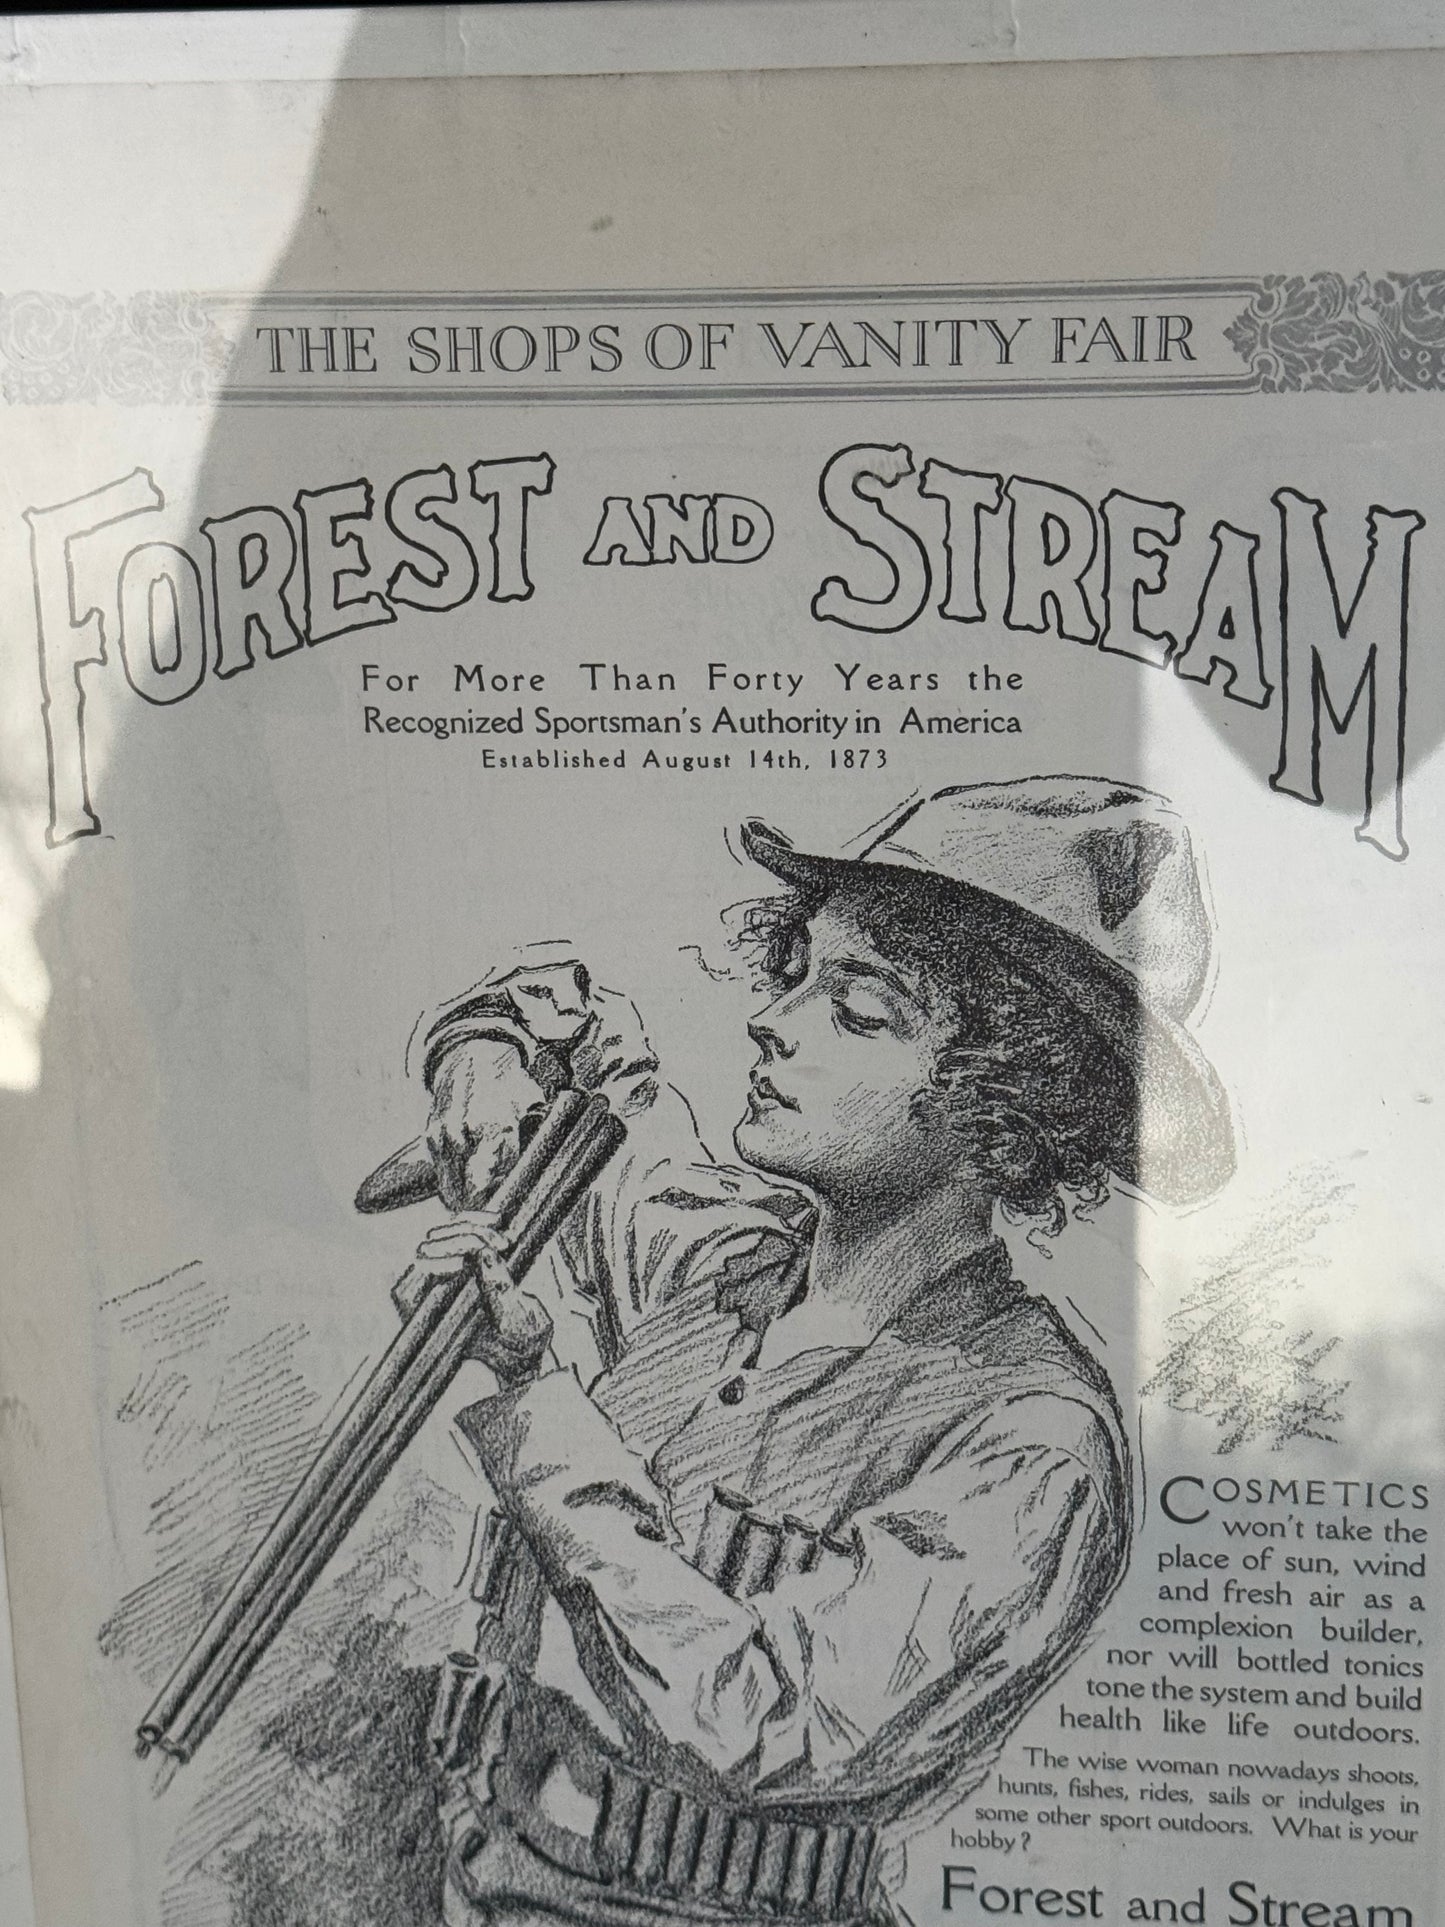 THE SHOPS OF VANITY FAIR
FOREST AND STREAM
For More Than Forty Years the
Recognized Sportsman's Authority in America
Established August 14th, 1873
COSMETICS
won't take the
place of sun, wind
and fresh air as a
complexion builder,
nor will bottled tonics
tone the system and build
health like life outdoors.
The wise woman nowadays shoots,
hunts, fishes, rides, sails or indulges in
some other sport outdoors. What is your
hobby?
Forest and Stream